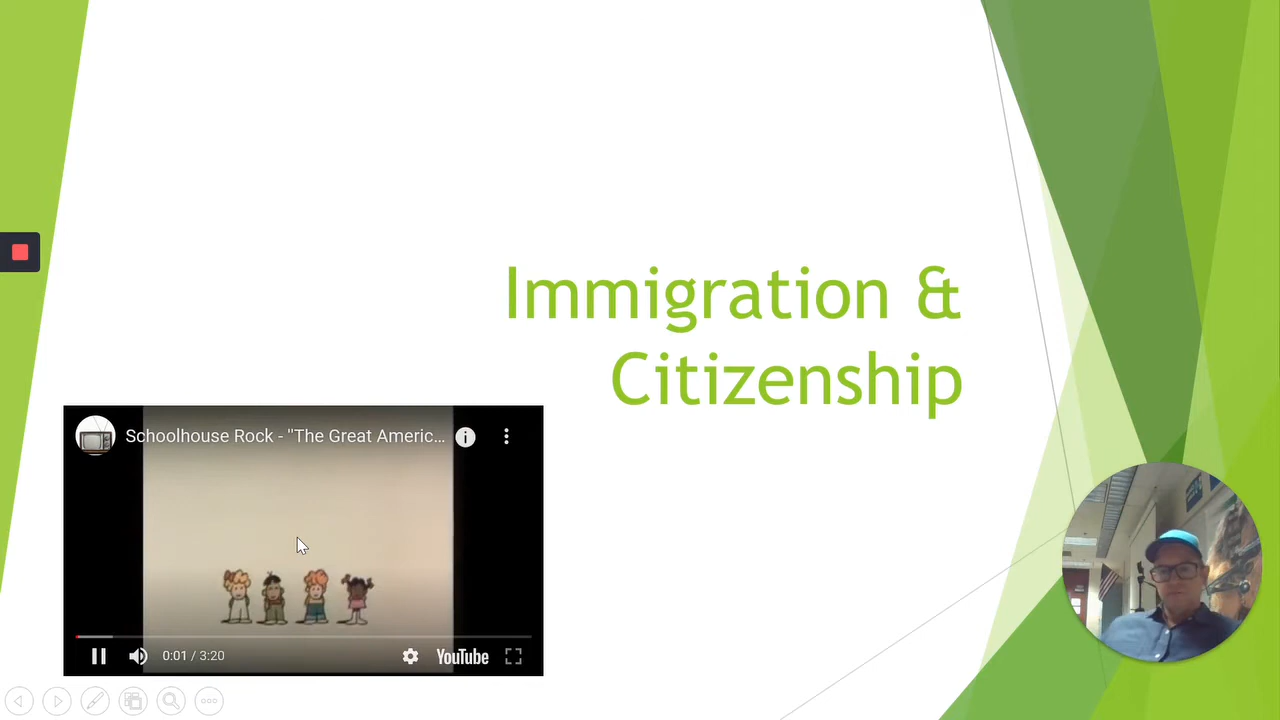 Immigration &
Citizenship
Schoolhouse Rock - "The Great Americ...
0:01 / 3:20
YouTube